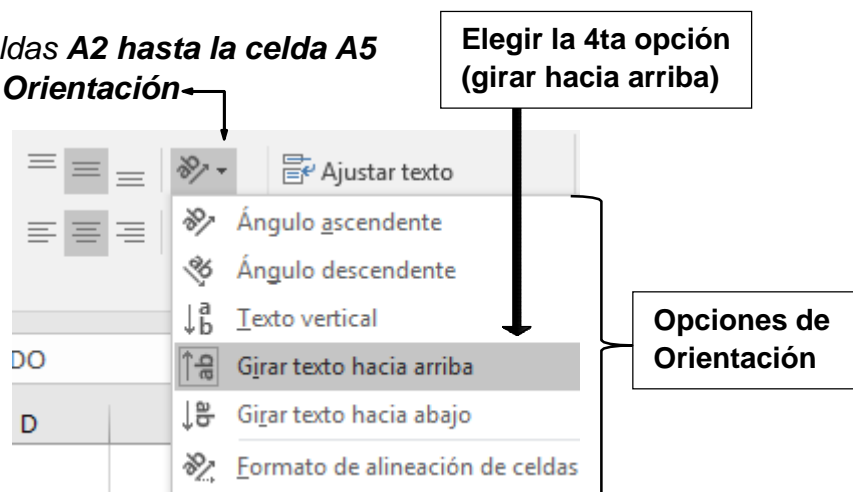 ldas A2 hasta la celda A5
Orientación
Elegir la 4ta opción
(girar hacia arriba)
Ajustar texto
Ángulo ascendente
Ángulo descendente
Texto vertical
Girar texto hacia arriba
Girar texto hacia abajo
Formato de alineación de celdas
Opciones de
Orientación
DO
D